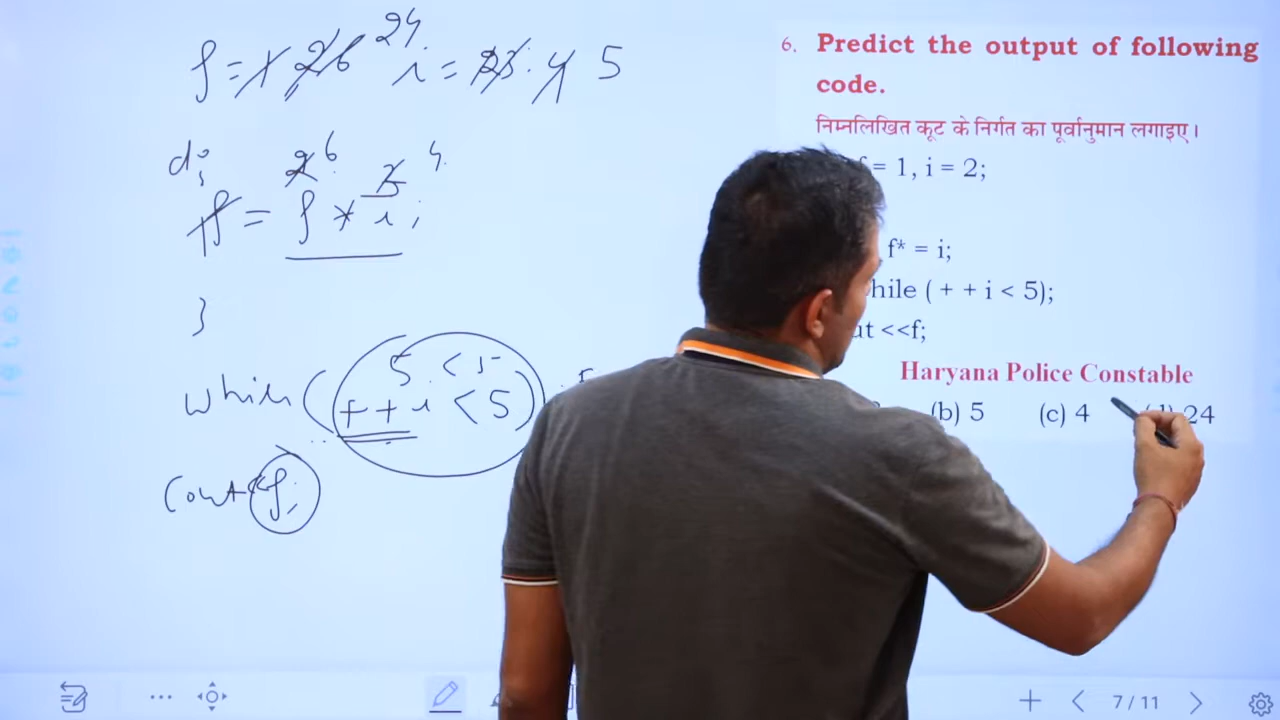 f = 1 2 6 24 i = 2 3 4 5
do
2 6 3 4
f = f * i ;
}
5 < 5
while ( ++i < 5 )
cout << f;
6. Predict the output of following
code.
निम्नलिखित कूट के निर्गत का पूर्वानुमान लगाइए।
= 1, i = 2;
f* = i;
hile ( + + i < 5);
ut <<f;
Haryana Police Constable
(b) 5 (c) 4 (d) 24
7 / 11